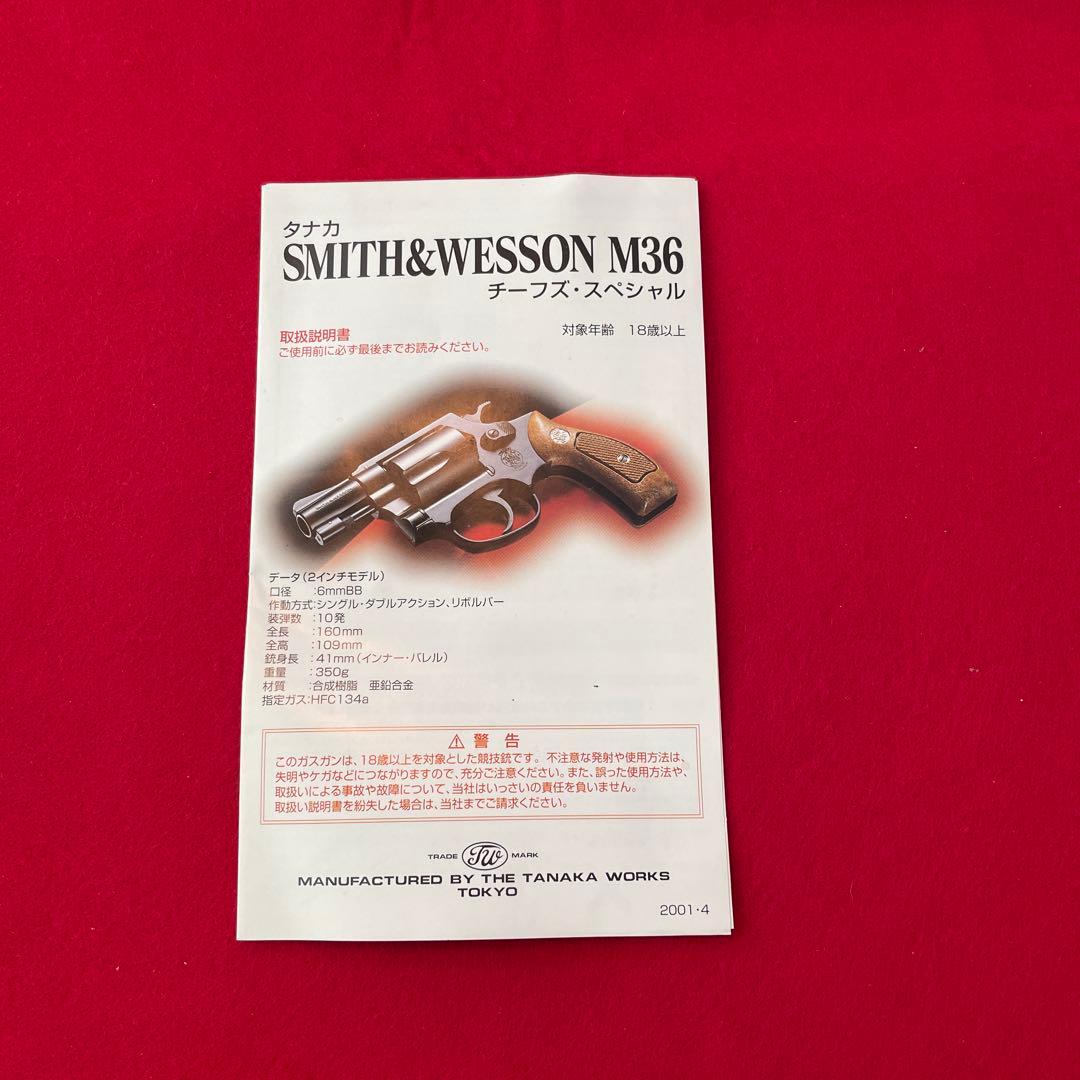 タナカ
SMITH&WESSON M36
チーフズ・スペシャル
対象年齢 18歳以上
取扱説明書
ご使用前に必ず最後までお読みください。
データ(2インチモデル)
口径 :6mmBB
作動方式:シングル・ダブルアクション、リボルバー
装弾数 :10発
全長 :160mm
全高 :109mm
銃身長 :41mm(インナー・バレル)
重量 :350g
材質 :合成樹脂 亜鉛合金
指定ガス:HFC134a
⚠ 警告
このガスガンは、18歳以上を対象とした競技銃です。不注意な発射や使用方法は、
失明やケガなどにつながりますので、充分ご注意ください。また、誤った使用方法や、
取扱いによる事故や故障について、当社はいっさいの責任を負いません。
取扱い説明書を紛失した場合は、当社までご請求ください。
TRADE TW MARK
MANUFACTURED BY THE TANAKA WORKS
TOKYO
2001・4